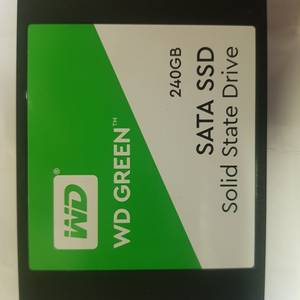 WD®
WD GREEN™
240GB
SATA SSD
Solid State Drive